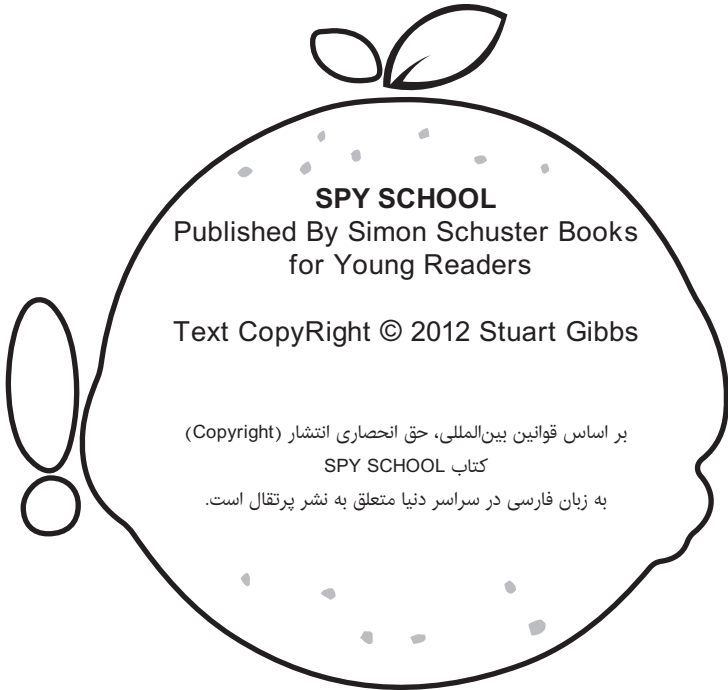 SPY SCHOOL
Published By Simon Schuster Books
for Young Readers
Text CopyRight © 2012 Stuart Gibbs
بر اساس قوانین بین‌المللی، حق انحصاری انتشار (Copyright)
کتاب SPY SCHOOL
به زبان فارسی در سراسر دنیا متعلق به نشر پرتقال است.